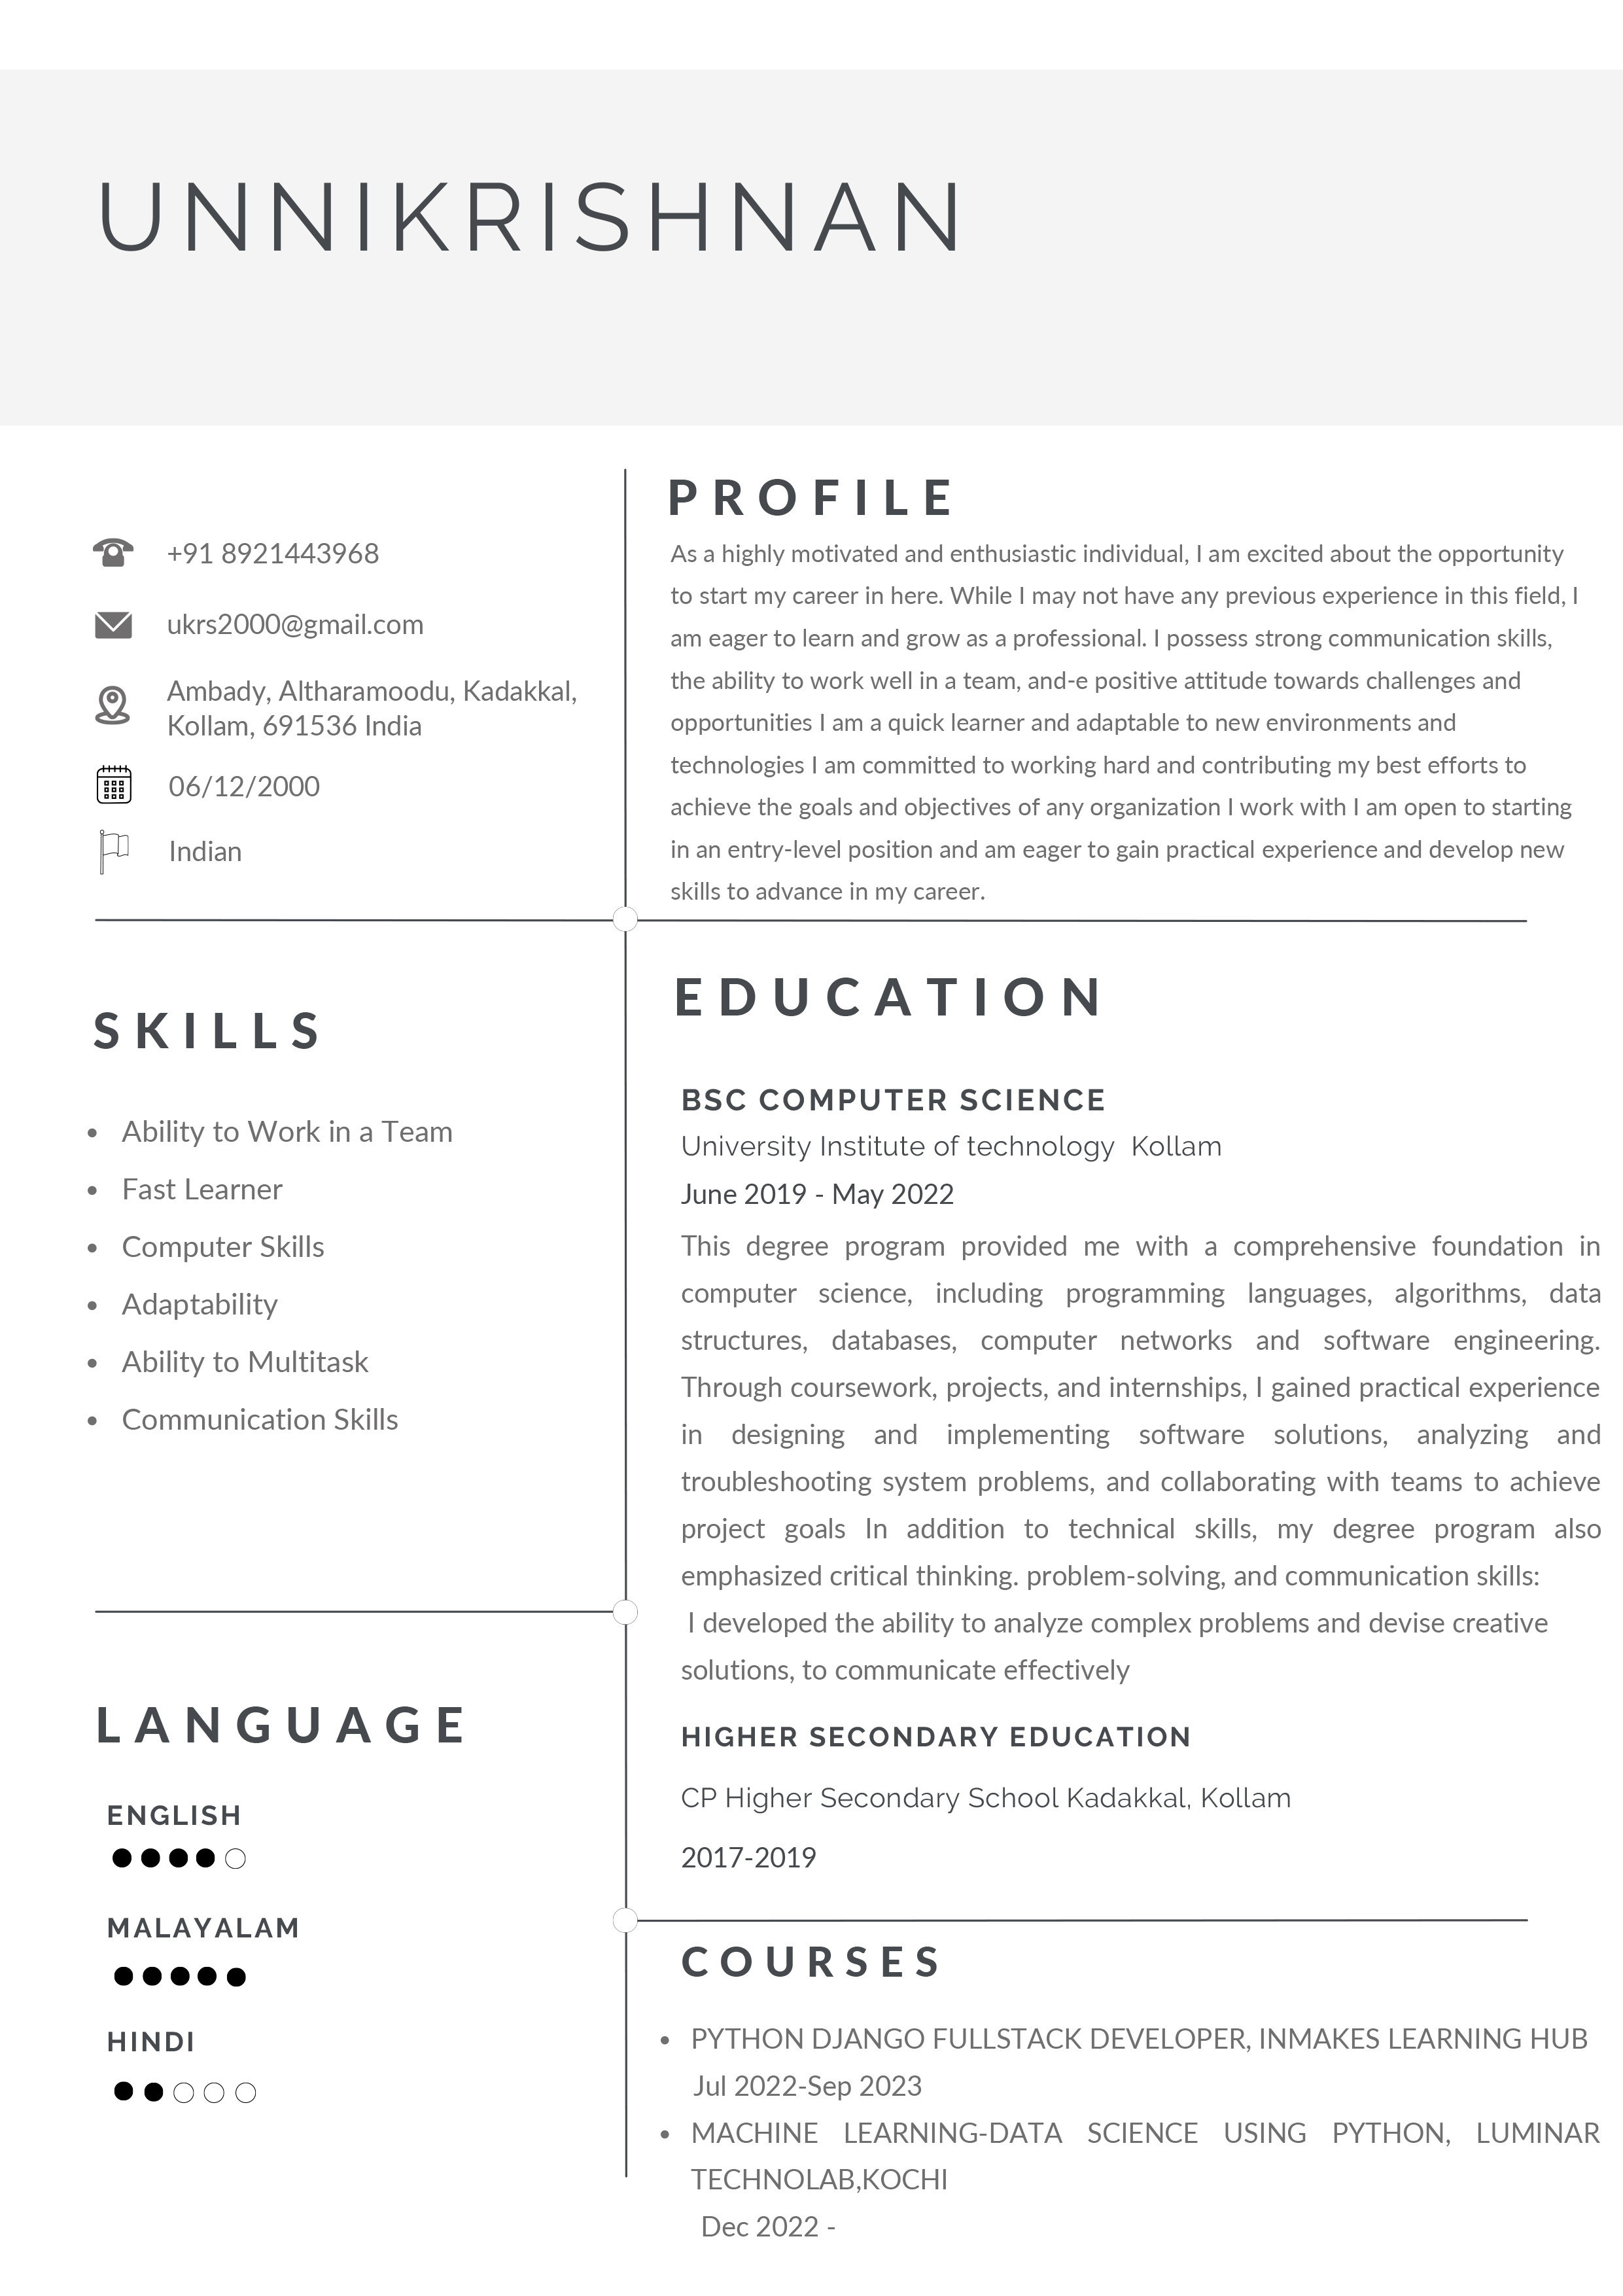 UNNIKRISHNAN
+91 8921443968
ukrs2000@gmail.com
Ambady, Altharamoodu, Kadakkal,
Kollam, 691536 India
06/12/2000
Indian
PROFILE
As a highly motivated and enthusiastic individual, I am excited about the opportunity
to start my career in here. While I may not have any previous experience in this field, I
am eager to learn and grow as a professional. I possess strong communication skills,
the ability to work well in a team, and-e positive attitude towards challenges and
opportunities I am a quick learner and adaptable to new environments and
technologies I am committed to working hard and contributing my best efforts to
achieve the goals and objectives of any organization I work with I am open to starting
in an entry-level position and am eager to gain practical experience and develop new
skills to advance in my career.
SKILLS
• Ability to Work in a Team
• Fast Learner
• Computer Skills
• Adaptability
• Ability to Multitask
• Communication Skills
LANGUAGE
ENGLISH
MALAYALAM
HINDI
EDUCATION
BSC COMPUTER SCIENCE
University Institute of technology  Kollam
June 2019 - May 2022
This degree program provided me with a comprehensive foundation in
computer science, including programming languages, algorithms, data
structures, databases, computer networks and software engineering.
Through coursework, projects, and internships, I gained practical experience
in designing and implementing software solutions, analyzing and
troubleshooting system problems, and collaborating with teams to achieve
project goals In addition to technical skills, my degree program also
emphasized critical thinking. problem-solving, and communication skills:
I developed the ability to analyze complex problems and devise creative
solutions, to communicate effectively
HIGHER SECONDARY EDUCATION
CP Higher Secondary School Kadakkal, Kollam
2017-2019
COURSES
• PYTHON DJANGO FULLSTACK DEVELOPER, INMAKES LEARNING HUB
Jul 2022-Sep 2023
• MACHINE LEARNING-DATA SCIENCE USING PYTHON, LUMINAR
TECHNOLAB,KOCHI
Dec 2022 -